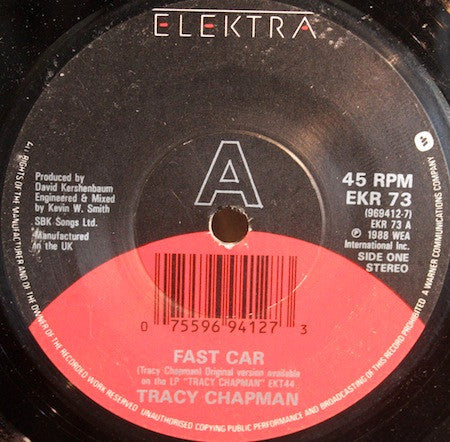 ELEKTRA
A
Produced by
David Kershenbaum
Engineered & Mixed
by Kevin W. Smith
SBK Songs Ltd.
Manufactured
in the UK
45 RPM
EKR 73
(969412-7)
EKR 73 A
℗ 1988 WEA
International Inc.
SIDE ONE
STEREO
0 75596 94127 3
FAST CAR
(Tracy Chapman) Original version available
on the LP "TRACY CHAPMAN" EKT44
TRACY CHAPMAN
ALL RIGHTS OF THE MANUFACTURER AND OF THE OWNER OF THE RECORDED WORK RESERVED UNAUTHORISED COPYING PUBLIC PERFORMANCE AND BROADCASTING OF THIS RECORD PROHIBITED A WARNER COMMUNICATIONS COMPANY